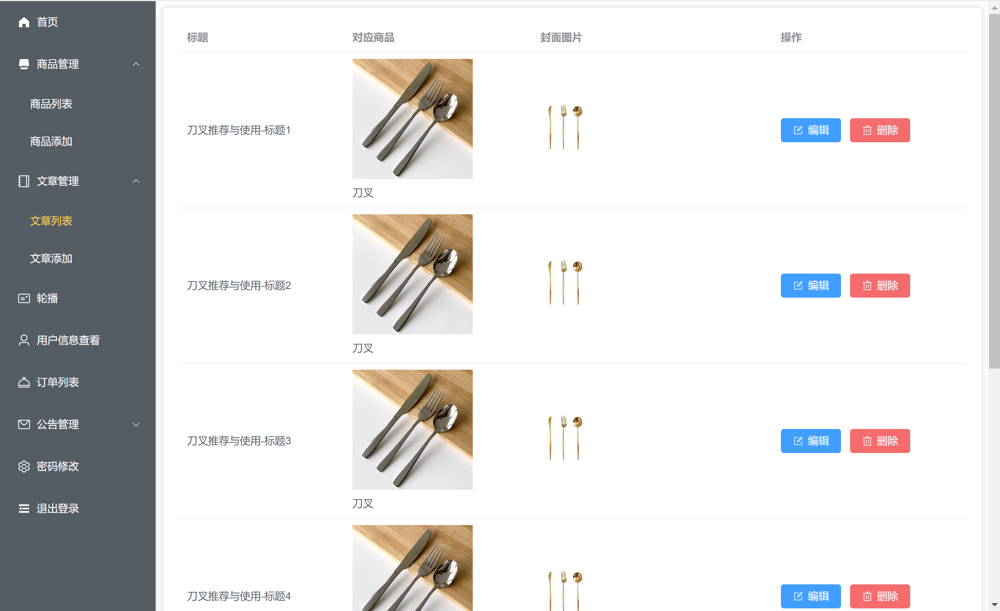 首页
商品管理
商品列表
商品添加
文章管理
文章列表
文章添加
轮播
用户信息查看
订单列表
公告管理
密码修改
退出登录
标题 对应商品 封面图片 操作
刀叉推荐与使用-标题1 编辑 删除
刀叉
刀叉推荐与使用-标题2 编辑 删除
刀叉
刀叉推荐与使用-标题3 编辑 删除
刀叉
刀叉推荐与使用-标题4 编辑 删除